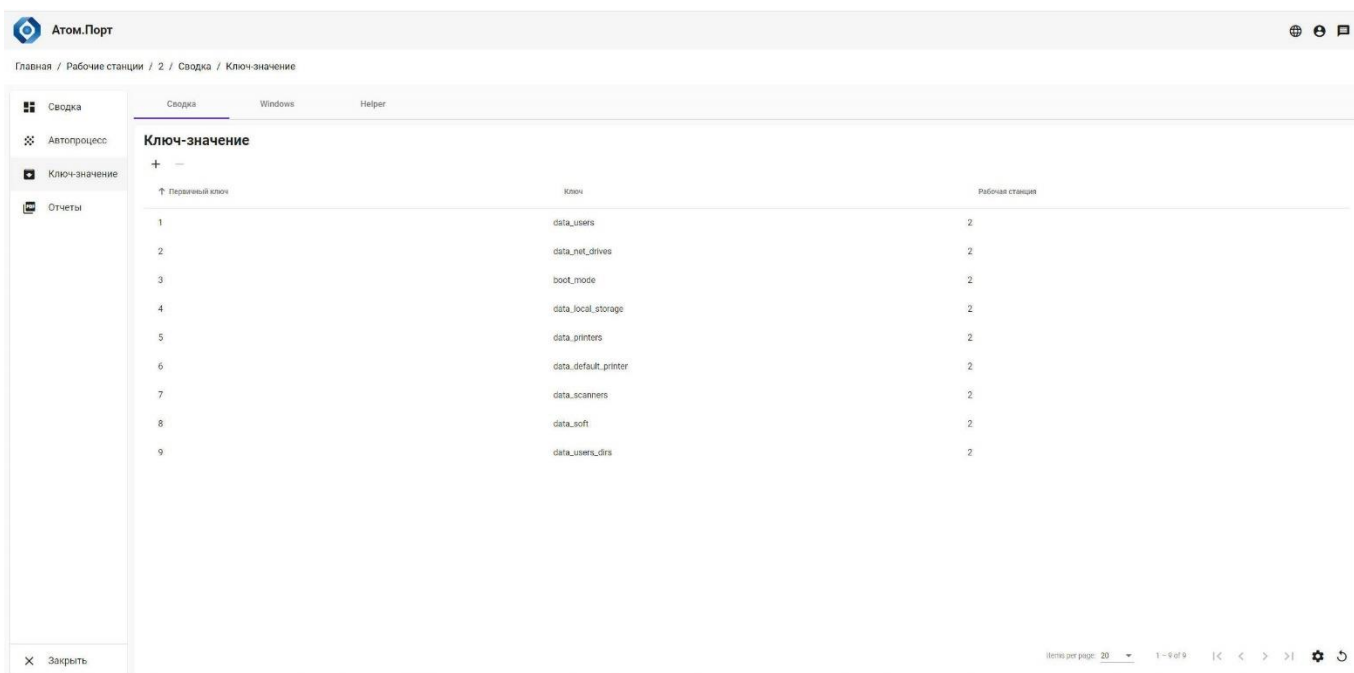 Атом.Порт
Главная / Рабочие станции / 2 / Сводка / Ключ-значение
Сводка
Автопроцесс
Ключ-значение
Отчеты
Закрыть
Сводка Windows Helper
Ключ-значение
Первичный ключ Ключ Рабочая станция
1 data_users 2
2 data_net_drives 2
3 boot_mode 2
4 data_local_storage 2
5 data_printers 2
6 data_default_printer 2
7 data_scanners 2
8 data_soft 2
9 data_users_dirs 2
Items per page: 20 1 – 9 of 9